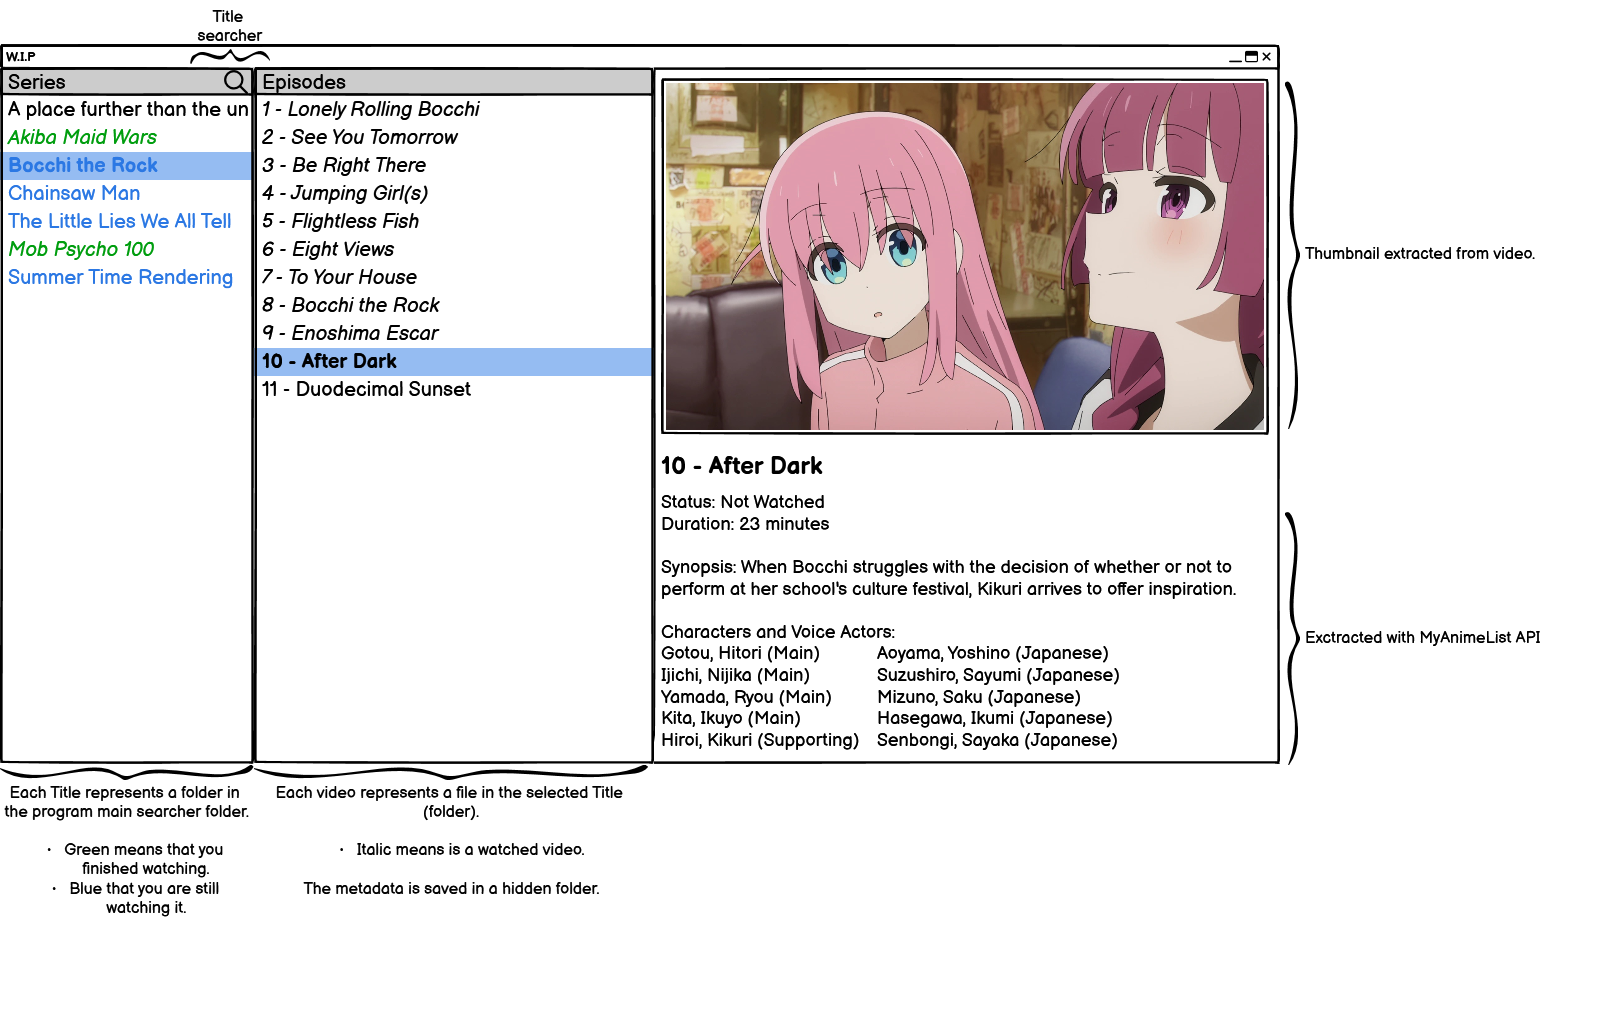 Title
searcher
W.I.P
Series
A place further than the un
Akiba Maid Wars
Bocchi the Rock
Chainsaw Man
The Little Lies We All Tell
Mob Psycho 100
Summer Time Rendering
Episodes
1 - Lonely Rolling Bocchi
2 - See You Tomorrow
3 - Be Right There
4 - Jumping Girl(s)
5 - Flightless Fish
6 - Eight Views
7 - To Your House
8 - Bocchi the Rock
9 - Enoshima Escar
10 - After Dark
11 - Duodecimal Sunset
Thumbnail extracted from video.
10 - After Dark
Status: Not Watched
Duration: 23 minutes
Synopsis: When Bocchi struggles with the decision of whether or not to
perform at her school's culture festival, Kikuri arrives to offer inspiration.
Characters and Voice Actors:
Gotou, Hitori (Main) Aoyama, Yoshino (Japanese)
Ijichi, Nijika (Main) Suzushiro, Sayumi (Japanese)
Yamada, Ryou (Main) Mizuno, Saku (Japanese)
Kita, Ikuyo (Main) Hasegawa, Ikumi (Japanese)
Hiroi, Kikuri (Supporting) Senbongi, Sayaka (Japanese)
Exctracted with MyAnimeList API
Each Title represents a folder in
the program main searcher folder.
• Green means that you
finished watching.
• Blue that you are still
watching it.
Each video represents a file in the selected Title
(folder).
• Italic means is a watched video.
The metadata is saved in a hidden folder.